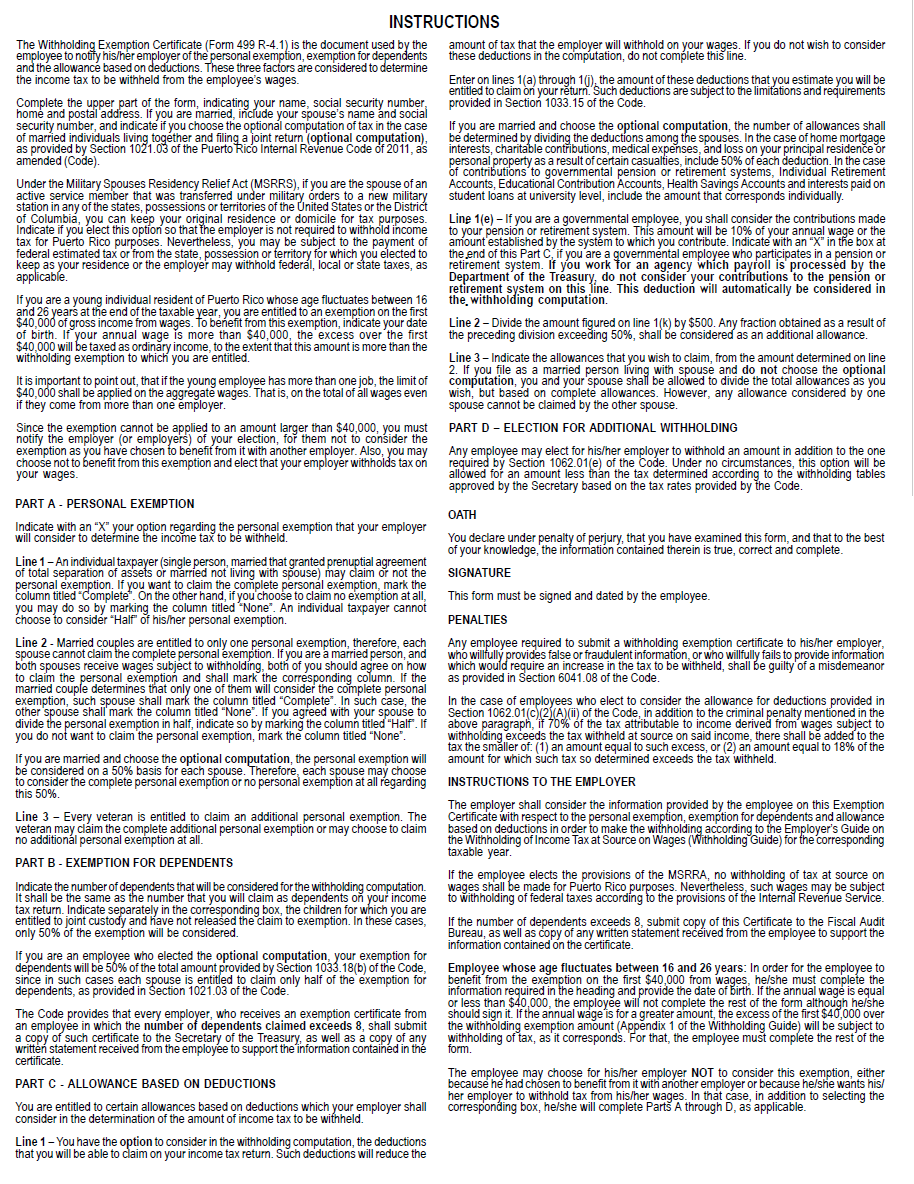 INSTRUCTIONS
The Withholding Exemption Certificate (Form 499 R-4.1) is the document used by the
employee to notify his/her employer of the personal exemption, exemption for dependents
and the allowance based on deductions. These three factors are considered to determine
the income tax to be withheld from the employee's wages.
Complete the upper part of the form, indicating your name, social security number,
home and postal address. If you are married, include your spouse's name and social
security number, and indicate if you choose the optional computation of tax in the case
of married individuals living together and filing a joint return (optional computation),
as provided by Section 1021.03 of the Puerto Rico Internal Revenue Code of 2011, as
amended (Code).
Under the Military Spouses Residency Relief Act (MSRRS), if you are the spouse of an
active service member that was transferred under military orders to a new military
station in any of the states, possessions or territories of the United States or the District
of Columbia, you can keep your original residence or domicile for tax purposes.
Indicate if you elect this option so that the employer is not required to withhold income
tax for Puerto Rico purposes. Nevertheless, you may be subject to the payment of
federal estimated tax or from the state, possession or territory for which you elected to
keep as your residence or the employer may withhold federal, local or state taxes, as
applicable.
If you are a young individual resident of Puerto Rico whose age fluctuates between 16
and 26 years at the end of the taxable year, you are entitled to an exemption on the first
$40,000 of gross income from wages. To benefit from this exemption, indicate your date
of birth. If your annual wage is more than $40,000, the excess over the first
$40,000 will be taxed as ordinary income, to the extent that this amount is more than the
withholding exemption to which you are entitled.
It is important to point out, that if the young employee has more than one job, the limit of
$40,000 shall be applied on the aggregate wages. That is, on the total of all wages even
if they come from more than one employer.
Since the exemption cannot be applied to an amount larger than $40,000, you must
notify the employer (or employers) of your election, for them not to consider the
exemption as you have chosen to benefit from it with another employer. Also, you may
choose not to benefit from this exemption and elect that your employer withholds tax on
your wages.
PART A - PERSONAL EXEMPTION
Indicate with an "X" your option regarding the personal exemption that your employer
will consider to determine the income tax to be withheld.
Line 1 – An individual taxpayer (single person, married that granted prenuptial agreement
of total separation of assets or married not living with spouse) may claim or not the
personal exemption. If you want to claim the complete personal exemption, mark the
column titled "Complete". On the other hand, if you choose to claim no exemption at all,
you may do so by marking the column titled "None". An individual taxpayer cannot
choose to consider "Half" of his/her personal exemption.
Line 2 - Married couples are entitled to only one personal exemption, therefore, each
spouse cannot claim the complete personal exemption. If you are a married person, and
both spouses receive wages subject to withholding, both of you should agree on how
to claim the personal exemption and shall mark the corresponding column. If the
married couple determines that only one of them will consider the complete personal
exemption, such spouse shall mark the column titled "Complete". In such case, the
other spouse shall mark the column titled "None". If you agreed with your spouse to
divide the personal exemption in half, indicate so by marking the column titled "Half". If
you do not want to claim the personal exemption, mark the column titled "None".
If you are married and choose the optional computation, the personal exemption will
be considered on a 50% basis for each spouse. Therefore, each spouse may choose
to consider the complete personal exemption or no personal exemption at all regarding
this 50%.
Line 3 – Every veteran is entitled to claim an additional personal exemption. The
veteran may claim the complete additional personal exemption or may choose to claim
no additional personal exemption at all.
PART B - EXEMPTION FOR DEPENDENTS
Indicate the number of dependents that will be considered for the withholding computation.
It shall be the same as the number that you will claim as dependents on your income
tax return. Indicate separately in the corresponding box, the children for which you are
entitled to joint custody and have not released the claim to exemption. In these cases,
only 50% of the exemption will be considered.
If you are an employee who elected the optional computation, your exemption for
dependents will be 50% of the total amount provided by Section 1033.18(b) of the Code,
since in such cases each spouse is entitled to claim only half of the exemption for
dependents, as provided in Section 1021.03 of the Code.
The Code provides that every employer, who receives an exemption certificate from
an employee in which the number of dependents claimed exceeds 8, shall submit
a copy of such certificate to the Secretary of the Treasury, as well as a copy of any
written statement received from the employee to support the information contained in the
certificate.
PART C - ALLOWANCE BASED ON DEDUCTIONS
You are entitled to certain allowances based on deductions which your employer shall
consider in the determination of the amount of income tax to be withheld.
Line 1 – You have the option to consider in the withholding computation, the deductions
that you will be able to claim on your income tax return. Such deductions will reduce the
amount of tax that the employer will withhold on your wages. If you do not wish to consider
these deductions in the computation, do not complete this line.
Enter on lines 1(a) through 1(j), the amount of these deductions that you estimate you will be
entitled to claim on your return. Such deductions are subject to the limitations and requirements
provided in Section 1033.15 of the Code.
If you are married and choose the optional computation, the number of allowances shall
be determined by dividing the deductions among the spouses. In the case of home mortgage
interests, charitable contributions, medical expenses, and loss on your principal residence or
personal property as a result of certain casualties, include 50% of each deduction. In the case
of contributions to governmental pension or retirement systems, Individual Retirement
Accounts, Educational Contribution Accounts, Health Savings Accounts and interests paid on
student loans at university level, include the amount that corresponds individually.
Line 1(e) – If you are a governmental employee, you shall consider the contributions made
to your pension or retirement system. This amount will be 10% of your annual wage or the
amount established by the system to which you contribute. Indicate with an "X" in the box at
the end of this Part C, if you are a governmental employee who participates in a pension or
retirement system. If you work for an agency which payroll is processed by the
Department of the Treasury, do not consider your contributions to the pension or
retirement system on this line. This deduction will automatically be considered in
the withholding computation.
Line 2 – Divide the amount figured on line 1(k) by $500. Any fraction obtained as a result of
the preceding division exceeding 50%, shall be considered as an additional allowance.
Line 3 – Indicate the allowances that you wish to claim, from the amount determined on line
2. If you file as a married person living with spouse and do not choose the optional
computation, you and your spouse shall be allowed to divide the total allowances as you
wish, but based on complete allowances. However, any allowance considered by one
spouse cannot be claimed by the other spouse.
PART D – ELECTION FOR ADDITIONAL WITHHOLDING
Any employee may elect for his/her employer to withhold an amount in addition to the one
required by Section 1062.01(e) of the Code. Under no circumstances, this option will be
allowed for an amount less than the tax determined according to the withholding tables
approved by the Secretary based on the tax rates provided by the Code.
OATH
You declare under penalty of perjury, that you have examined this form, and that to the best
of your knowledge, the information contained therein is true, correct and complete.
SIGNATURE
This form must be signed and dated by the employee.
PENALTIES
Any employee required to submit a withholding exemption certificate to his/her employer,
who willfully provides false or fraudulent information, or who willfully fails to provide information
which would require an increase in the tax to be withheld, shall be guilty of a misdemeanor
as provided in Section 6041.08 of the Code.
In the case of employees who elect to consider the allowance for deductions provided in
Section 1062.01(c)(2)(A)(ii) of the Code, in addition to the criminal penalty mentioned in the
above paragraph, if 70% of the tax attributable to income derived from wages subject to
withholding exceeds the tax withheld at source on said income, there shall be added to the
tax the smaller of: (1) an amount equal to such excess, or (2) an amount equal to 18% of the
amount for which such tax so determined exceeds the tax withheld.
INSTRUCTIONS TO THE EMPLOYER
The employer shall consider the information provided by the employee on this Exemption
Certificate with respect to the personal exemption, exemption for dependents and allowance
based on deductions in order to make the withholding according to the Employer's Guide on
the Withholding of Income Tax at Source on Wages (Withholding Guide) for the corresponding
taxable year.
If the employee elects the provisions of the MSRRA, no withholding of tax at source on
wages shall be made for Puerto Rico purposes. Nevertheless, such wages may be subject
to withholding of federal taxes according to the provisions of the Internal Revenue Service.
If the number of dependents exceeds 8, submit copy of this Certificate to the Fiscal Audit
Bureau, as well as copy of any written statement received from the employee to support the
information contained on the certificate.
Employee whose age fluctuates between 16 and 26 years: In order for the employee to
benefit from the exemption on the first $40,000 from wages, he/she must complete the
information required in the heading and provide the date of birth. If the annual wage is equal
or less than $40,000, the employee will not complete the rest of the form although he/she
should sign it. If the annual wage is for a greater amount, the excess of the first $40,000 over
the withholding exemption amount (Appendix 1 of the Withholding Guide) will be subject to
withholding of tax, as it corresponds. For that, the employee must complete the rest of the
form.
The employee may choose for his/her employer NOT to consider this exemption, either
because he had chosen to benefit from it with another employer or because he/she wants his/
her employer to withhold tax from his/her wages. In that case, in addition to selecting the
corresponding box, he/she will complete Parts A through D, as applicable.